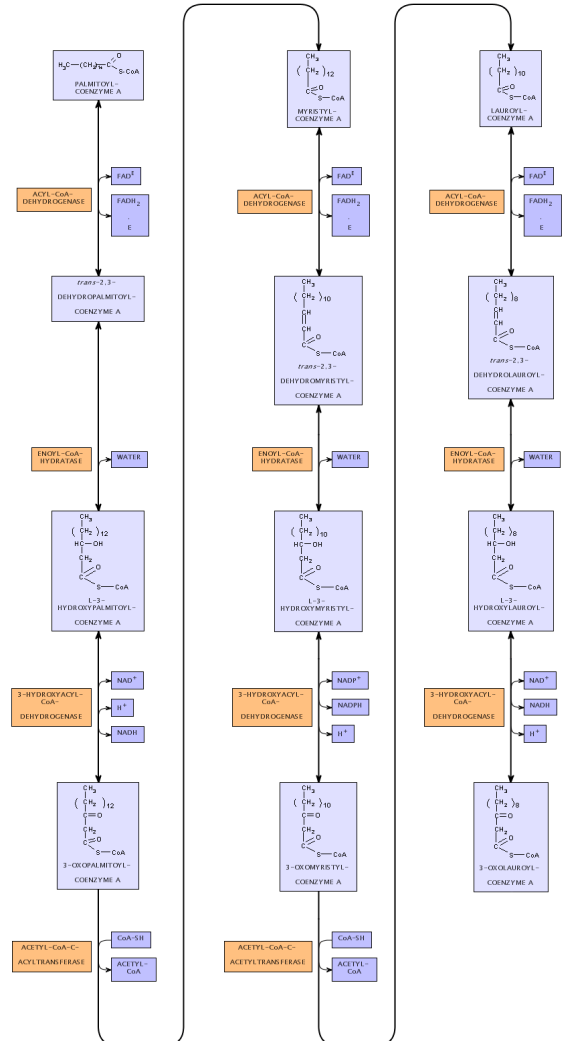 H₃C—(CH₂)₁₄—C
O
S-CoA
PALMITOYL-
COENZYME A
ACYL-CoA-
DEHYDROGENASE
FAD
FADH₂
.
E
trans-2,3-
DEHYDROPALMITOYL-
COENZYME A
ENOYL-CoA-
HYDRATASE
WATER
CH₃
(CH₂)₁₂
CH—OH
CH₂
O
C
S—CoA
L-3-
HYDROXYPALMITOYL-
COENZYME A
3-HYDROXYACYL-
CoA-
DEHYDROGENASE
NAD⁺
H⁺
NADH
CH₃
(CH₂)₁₂
C=O
CH₂
O
C
S—CoA
3-OXOPALMITOYL-
COENZYME A
ACETYL-CoA-C-
ACYLTRANSFERASE
CoA-SH
ACETYL-
CoA
CH₃
(CH₂)₁₂
C=O
S—CoA
MYRISTYL-
COENZYME A
ACYL-CoA-
DEHYDROGENASE
FAD
FADH₂
.
E
CH₃
(CH₂)₁₀
CH
CH
O
C
S—CoA
trans-2,3-
DEHYDROMYRISTYL-
COENZYME A
ENOYL-CoA-
HYDRATASE
WATER
CH₃
(CH₂)₁₀
CH—OH
CH₂
O
C
S—CoA
L-3-
HYDROXYMYRISTYL-
COENZYME A
3-HYDROXYACYL-
CoA-
DEHYDROGENASE
NADP⁺
NADPH
H⁺
CH₃
(CH₂)₁₀
C=O
CH₂
O
C
S—CoA
3-OXOMYRISTYL-
COENZYME A
ACETYL-CoA-C-
ACETYLTRANSFERASE
CoA-SH
ACETYL-
CoA
CH₃
(CH₂)₁₀
C=O
S—CoA
LAUROYL-
COENZYME A
ACYL-CoA-
DEHYDROGENASE
FAD
FADH₂
.
E
CH₃
(CH₂)₈
CH
CH
O
C
S—CoA
trans-2,3-
DEHYDROLAUROYL-
COENZYME A
ENOYL-CoA-
HYDRATASE
WATER
CH₃
(CH₂)₈
CH—OH
CH₂
O
C
S—CoA
L-3-
HYDROXYLAUROYL-
COENZYME A
3-HYDROXYACYL-
CoA-
DEHYDROGENASE
NAD⁺
NADH
H⁺
CH₃
(CH₂)₈
C=O
CH₂
O
C
S—CoA
3-OXOLAUROYL-
COENZYME A